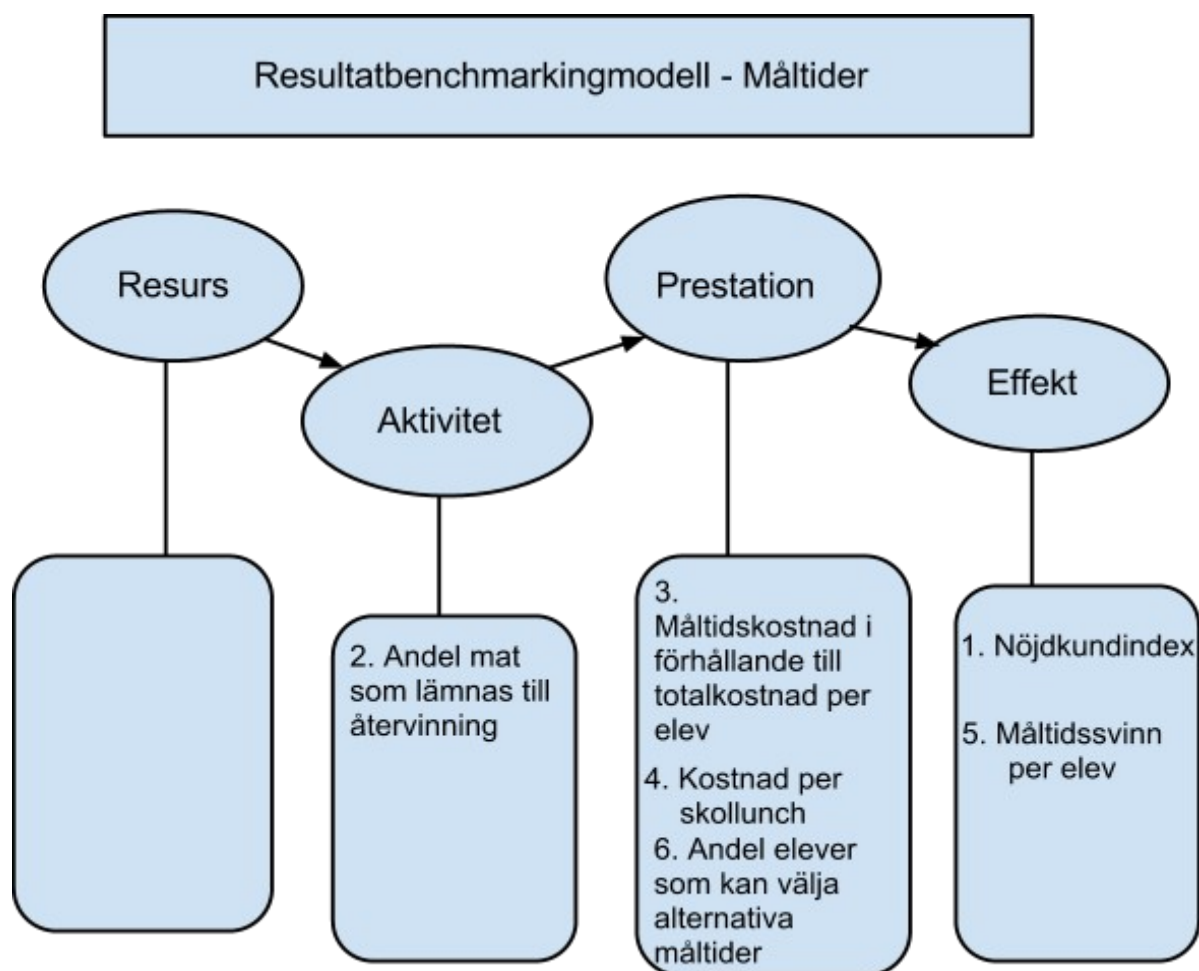 Resultatbenchmarkingmodell - Måltider
Resurs
Aktivitet
Prestation
Effekt
2. Andel mat
som lämnas till
återvinning
3.
Måltidskostnad i
förhållande till
totalkostnad per
elev
4. Kostnad per
skollunch
6. Andel elever
som kan välja
alternativa
måltider
1. Nöjdkundindex
5. Måltidssvinn
per elev